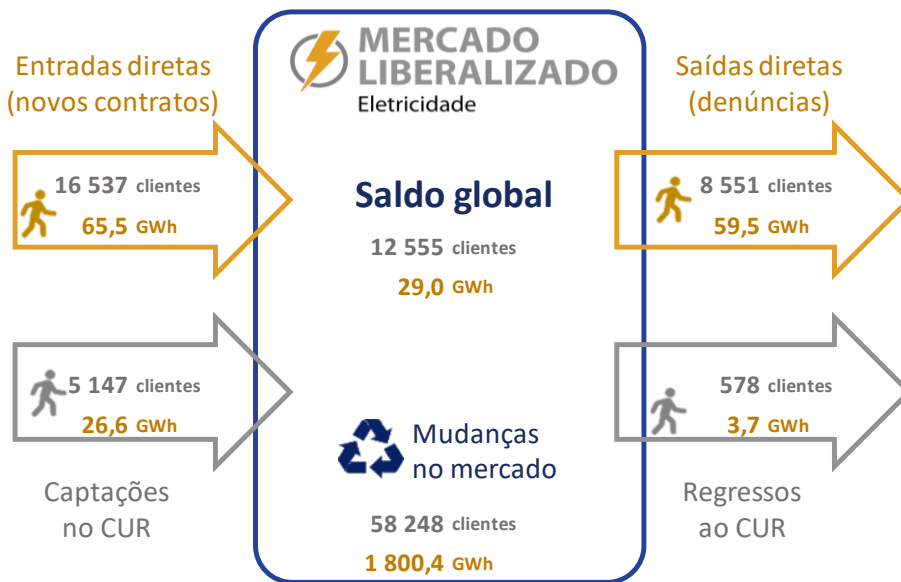 MERCADO
LIBERALIZADO
Eletricidade
Entradas diretas
(novos contratos)
16 537 clientes
65,5 GWh
5 147 clientes
26,6 GWh
Captações
no CUR
Saldo global
12 555 clientes
29,0 GWh
Mudanças
no mercado
58 248 clientes
1 800,4 GWh
Saídas diretas
(denúncias)
8 551 clientes
59,5 GWh
578 clientes
3,7 GWh
Regressos
ao CUR